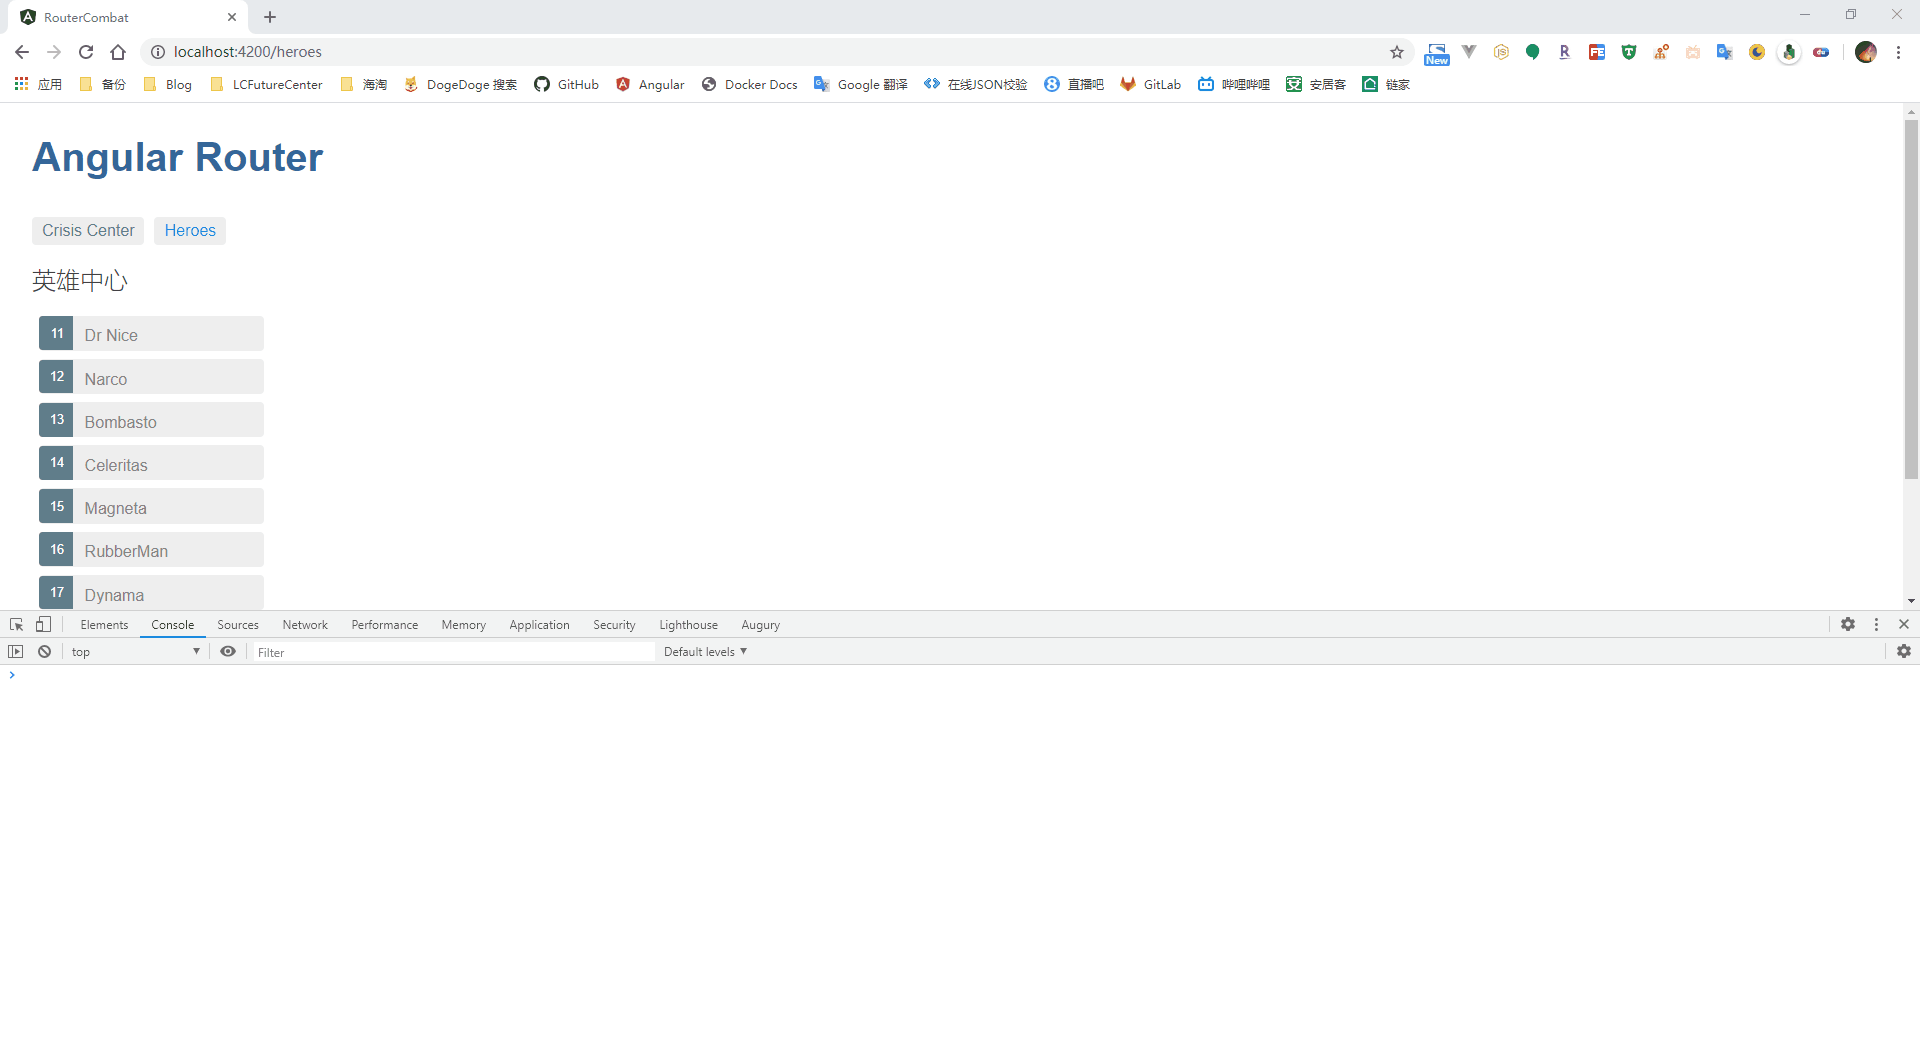 RouterCombat
localhost:4200/heroes
New
应用 备份 Blog LCFutureCenter 海淘 DogeDoge 搜索 GitHub Angular Docker Docs Google 翻译 在线JSON校验 直播吧 GitLab 哔哩哔哩 安居客 链家
Angular Router
Crisis Center Heroes
英雄中心
11 Dr Nice
12 Narco
13 Bombasto
14 Celeritas
15 Magneta
16 RubberMan
17 Dynama
Elements Console Sources Network Performance Memory Application Security Lighthouse Augury
top Filter Default levels